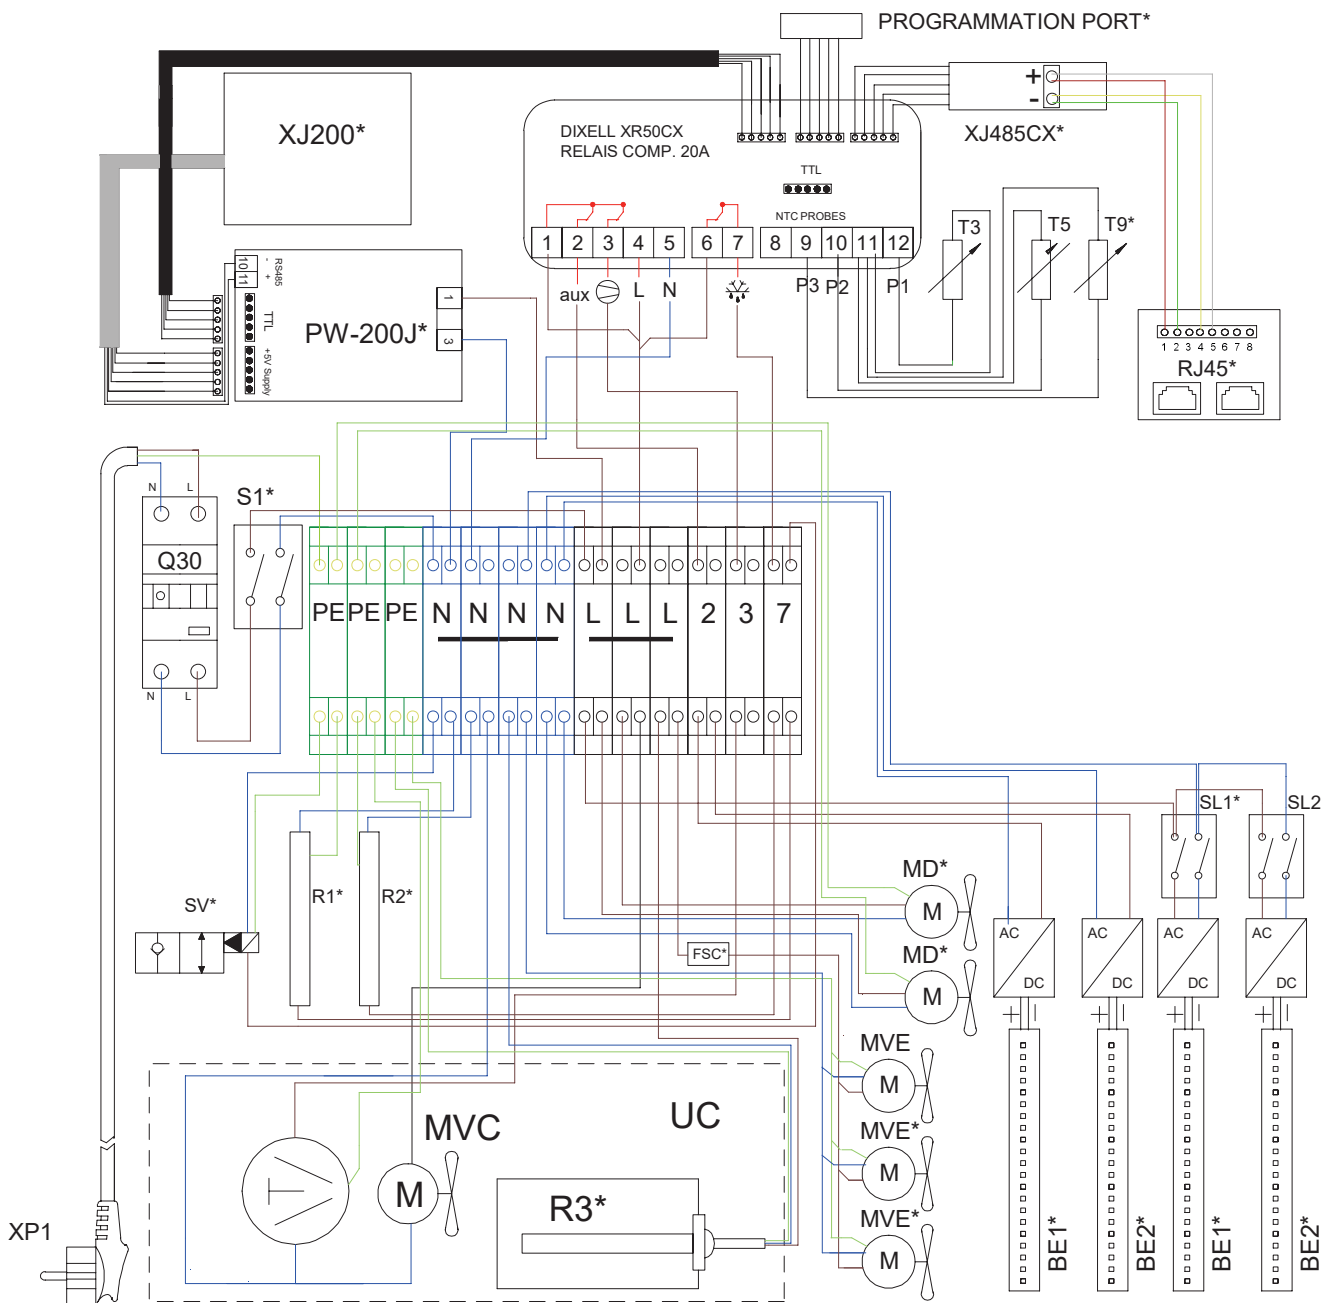 PROGRAMMATION PORT*
XJ200*
DIXELL XR50CX
RELAIS COMP. 20A
+
-
XJ485CX*
TTL
NTC PROBES
1 2 3 4 5 6 7 8 9 10 11 12
aux L N
P3 P2 P1
T3 T5 T9*
10 11
- +
RS485
TTL
+5V Supply
PW-200J*
1
3
1 2 3 4 5 6 7 8
RJ45*
N L
Q30
N L
S1*
PE PE PE N N N N L L L 2 3 7
SL1* SL2
R1* R2*
SV*
MD*
M
MD*
M
FSC*
AC DC
AC DC
AC DC
AC DC
+ -
+ -
+ -
+ -
MVE
M
MVE*
M
MVE*
M
MVC
M
UC
R3*
XP1
BE1* BE2* BE1* BE2*